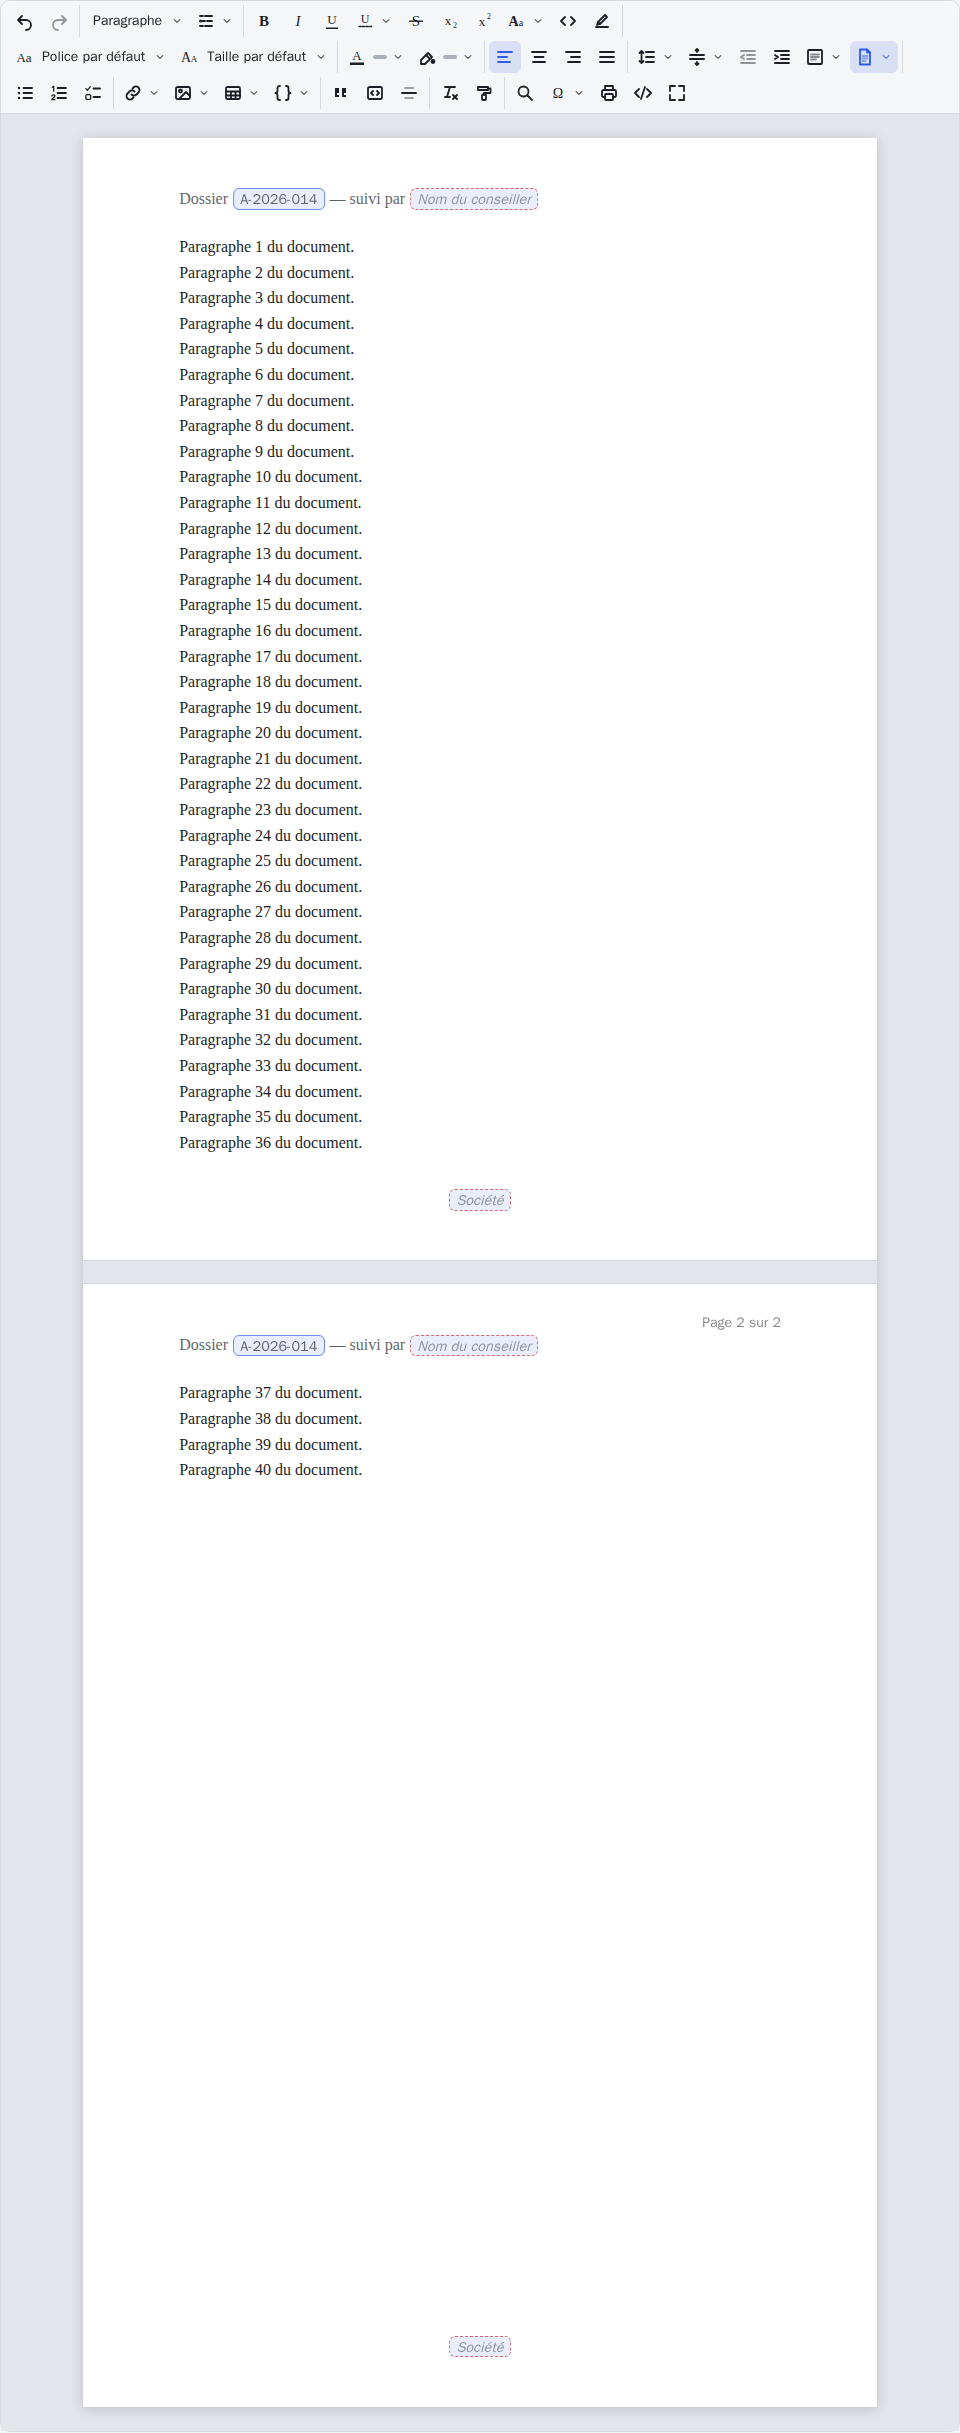 Paragraphe B I U U S x2 x2 Aa
Aa Police par défaut AA Taille par défaut A
Ω
Dossier A-2026-014 — suivi par Nom du conseiller
Paragraphe 1 du document.
Paragraphe 2 du document.
Paragraphe 3 du document.
Paragraphe 4 du document.
Paragraphe 5 du document.
Paragraphe 6 du document.
Paragraphe 7 du document.
Paragraphe 8 du document.
Paragraphe 9 du document.
Paragraphe 10 du document.
Paragraphe 11 du document.
Paragraphe 12 du document.
Paragraphe 13 du document.
Paragraphe 14 du document.
Paragraphe 15 du document.
Paragraphe 16 du document.
Paragraphe 17 du document.
Paragraphe 18 du document.
Paragraphe 19 du document.
Paragraphe 20 du document.
Paragraphe 21 du document.
Paragraphe 22 du document.
Paragraphe 23 du document.
Paragraphe 24 du document.
Paragraphe 25 du document.
Paragraphe 26 du document.
Paragraphe 27 du document.
Paragraphe 28 du document.
Paragraphe 29 du document.
Paragraphe 30 du document.
Paragraphe 31 du document.
Paragraphe 32 du document.
Paragraphe 33 du document.
Paragraphe 34 du document.
Paragraphe 35 du document.
Paragraphe 36 du document.
Société
Page 2 sur 2
Dossier A-2026-014 — suivi par Nom du conseiller
Paragraphe 37 du document.
Paragraphe 38 du document.
Paragraphe 39 du document.
Paragraphe 40 du document.
Société